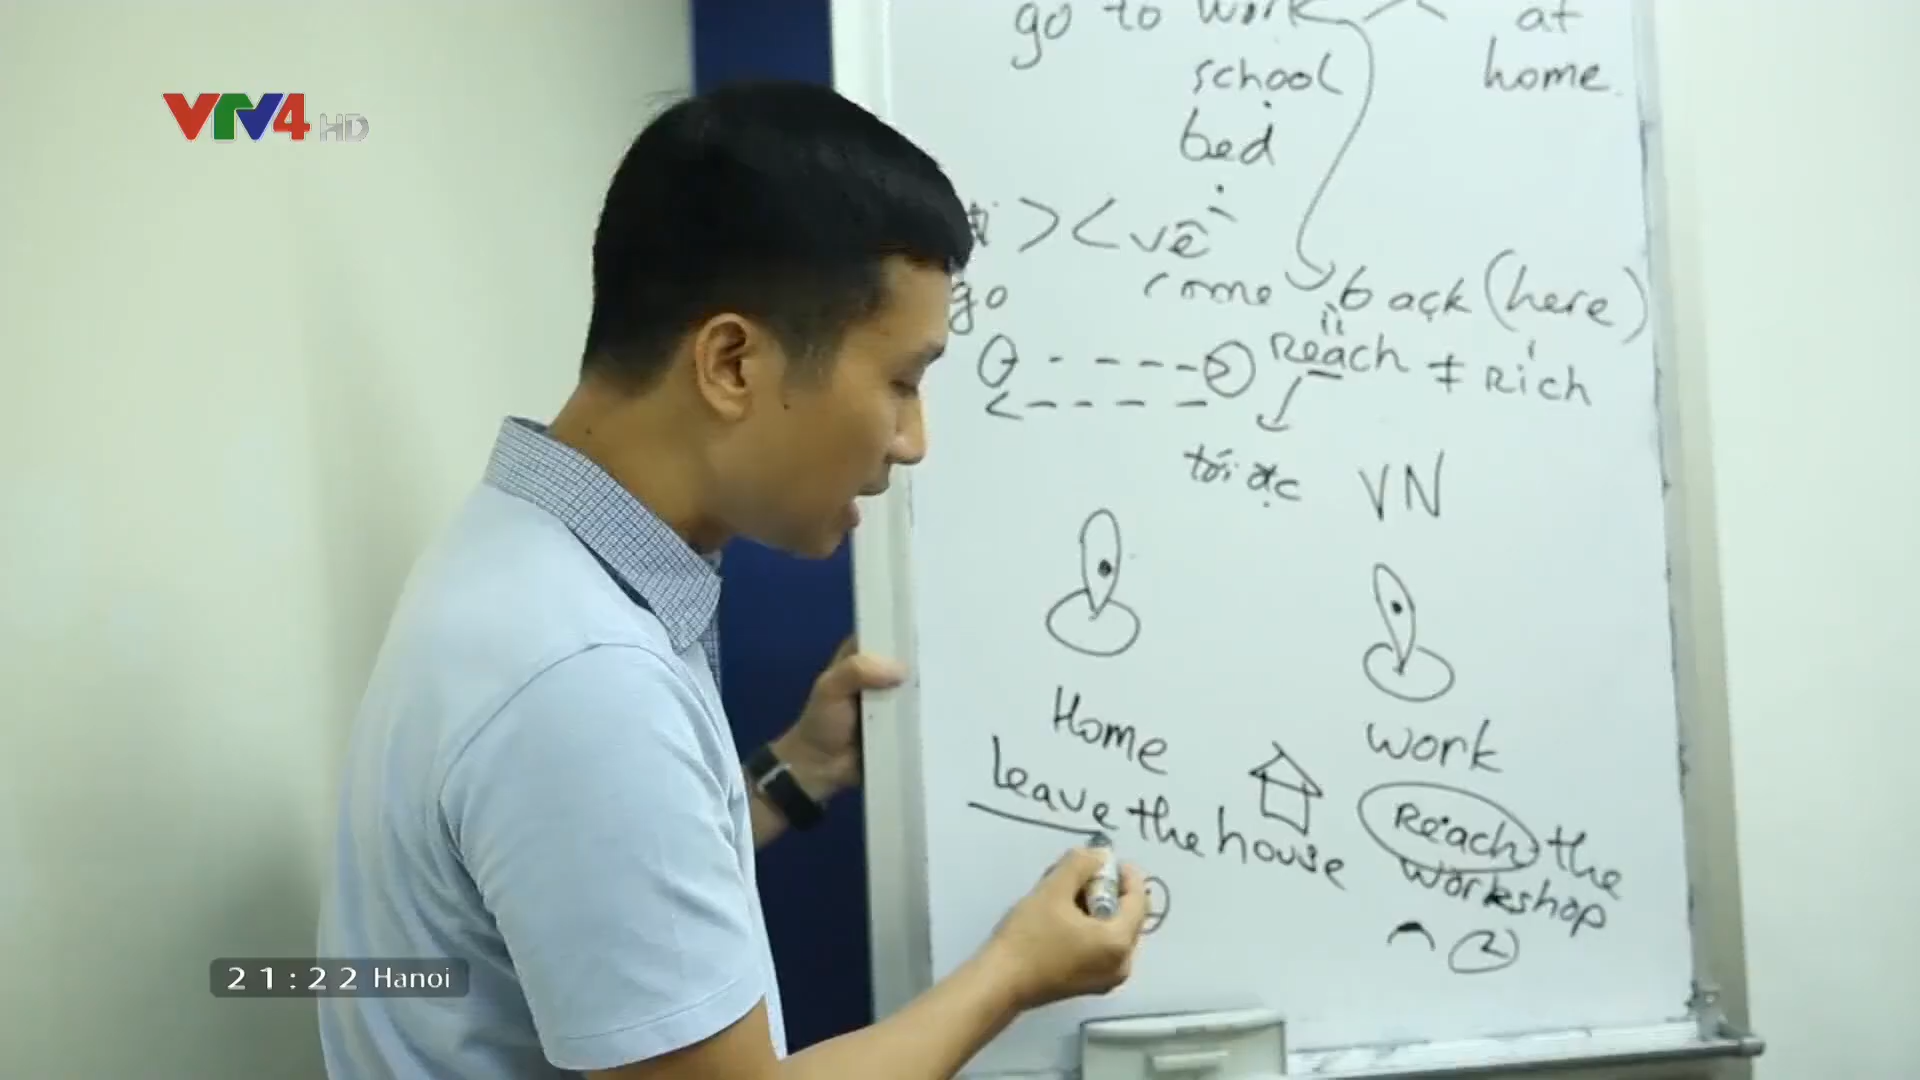 VTV4 HD
go to work
at
home
school
bed
đi > < về
go
come back (here)
Reach ≠ Rich
tới đc
VN
Home
work
Leave the house
Reach the
workshop
2
21:22 Hanoi